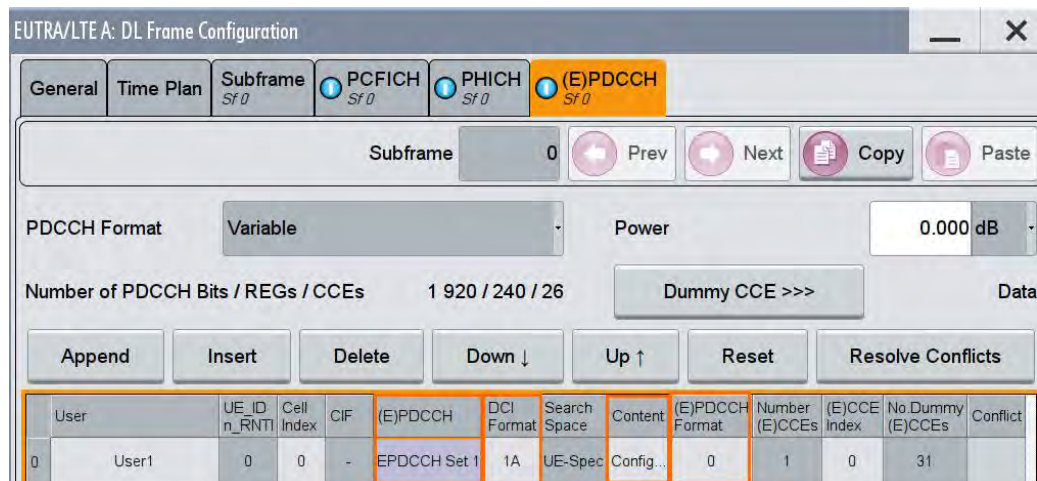 EUTRA/LTE A: DL Frame Configuration
General Time Plan Subframe Sf 0 PCFICH Sf 0 PHICH Sf 0 (E)PDCCH Sf 0
Subframe 0 Prev Next Copy Paste
PDCCH Format Variable Power 0.000 dB
Number of PDCCH Bits / REGs / CCEs 1 920 / 240 / 26 Dummy CCE >>> Data
Append Insert Delete Down ↓ Up ↑ Reset Resolve Conflicts
User UE_ID n_RNTI Cell Index CIF (E)PDCCH DCI Format Search Space Content (E)PDCCH Format Number (E)CCEs (E)CCE Index No.Dummy (E)CCEs Conflict
0 User1 0 0 - EPDCCH Set 1 1A UE-Spec Config... 0 1 0 31